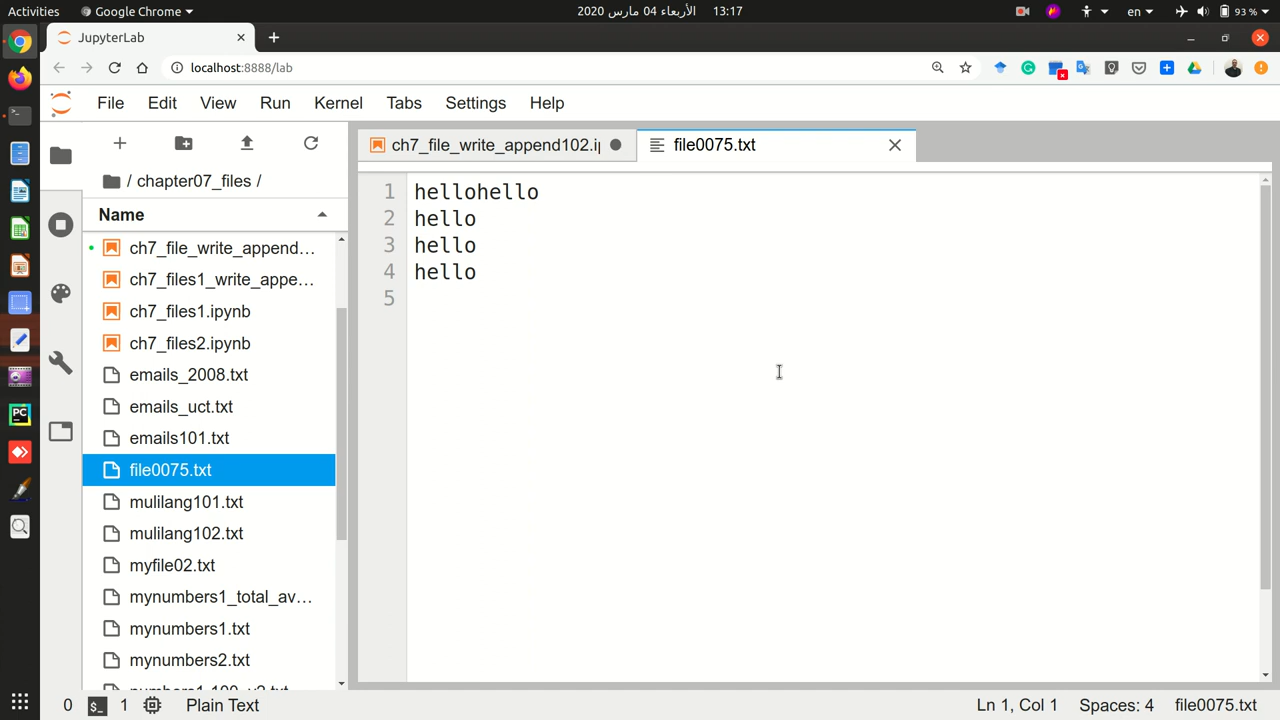 Activities
Google Chrome
الأربعاء 04 مارس 2020 13:17
en
93 %
JupyterLab
localhost:8888/lab
File Edit View Run Kernel Tabs Settings Help
/ chapter07_files /
Name
ch7_file_write_append...
ch7_files1_write_appe...
ch7_files1.ipynb
ch7_files2.ipynb
emails_2008.txt
emails_uct.txt
emails101.txt
file0075.txt
mulilang101.txt
mulilang102.txt
myfile02.txt
mynumbers1_total_av...
mynumbers1.txt
mynumbers2.txt
ch7_file_write_append102.i
file0075.txt
1 hellohello
2 hello
3 hello
4 hello
5
0 $_ 1 Plain Text
Ln 1, Col 1 Spaces: 4 file0075.txt